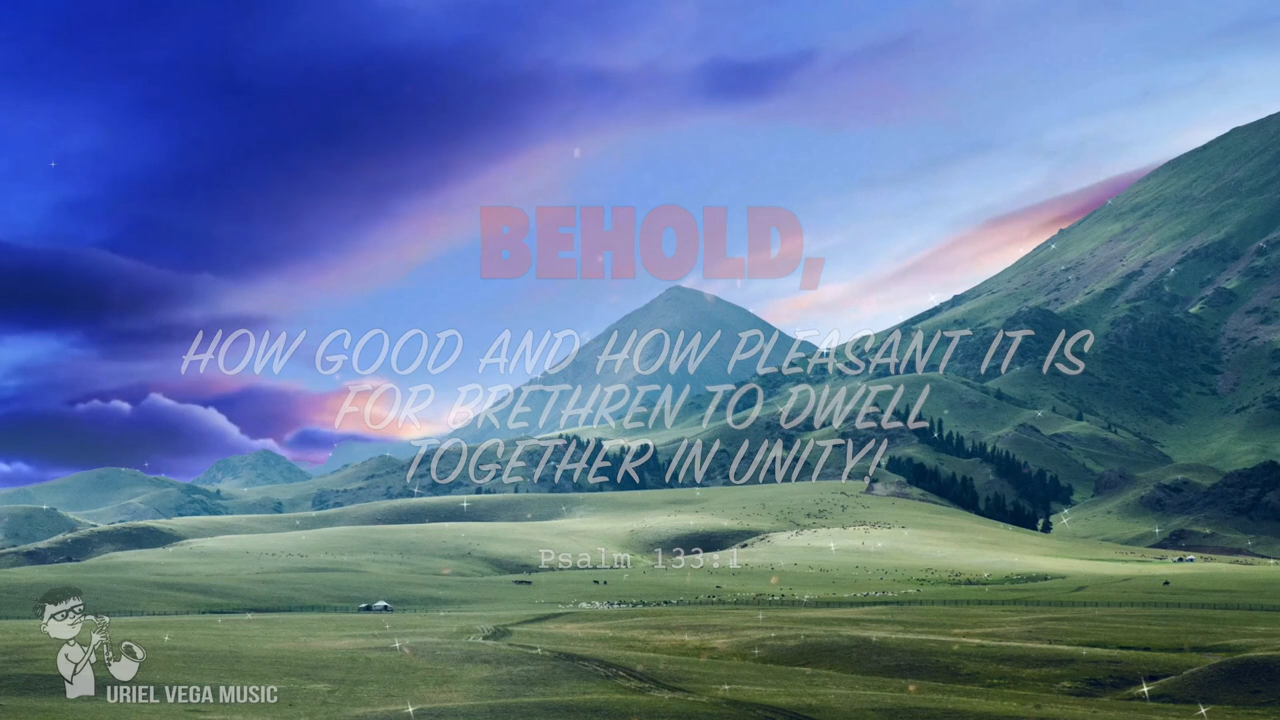 BEHOLD,
HOW GOOD AND HOW PLEASANT IT IS
FOR BRETHREN TO DWELL
TOGETHER IN UNITY!
Psalm 133:1
URIEL VEGA MUSIC